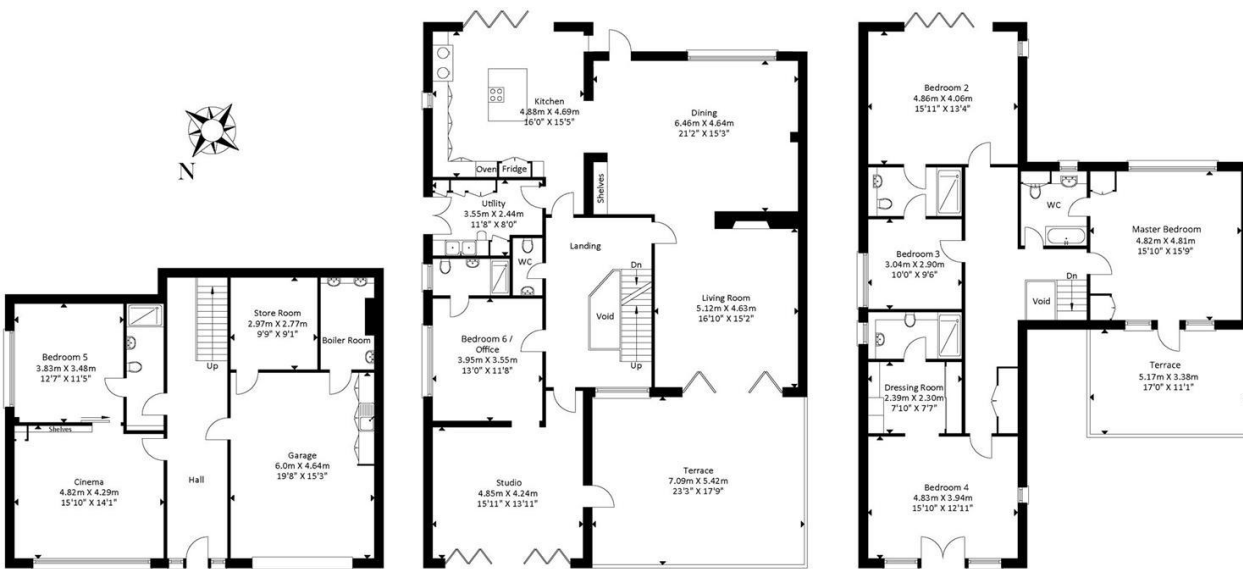 N
Bedroom 5
3.83m X 3.48m
12'7" X 11'5"
Shelves
Cinema
4.82m X 4.29m
15'10" X 14'1"
Hall
Up
Store Room
2.97m X 2.77m
9'9" X 9'1"
Boiler Room
Garage
6.0m X 4.64m
19'8" X 15'3"
Kitchen
4.88m X 4.69m
16'0" X 15'5"
Oven
Fridge
Dining
6.46m X 4.64m
21'2" X 15'3"
Shelves
Utility
3.55m X 2.44m
11'8" X 8'0"
WC
Landing
Dn
Void
Up
Living Room
5.12m X 4.63m
16'10" X 15'2"
Bedroom 6 /
Office
3.95m X 3.55m
13'0" X 11'8"
Studio
4.85m X 4.24m
15'11" X 13'11"
Terrace
7.09m X 5.42m
23'3" X 17'9"
Bedroom 2
4.86m X 4.06m
15'11" X 13'4"
WC
Master Bedroom
4.82m X 4.81m
15'10" X 15'9"
Bedroom 3
3.04m X 2.90m
10'0" X 9'6"
Dn
Void
Terrace
5.17m X 3.38m
17'0" X 11'1"
Dressing Room
2.39m X 2.30m
7'10" X 7'7"
Bedroom 4
4.83m X 3.94m
15'10" X 12'11"